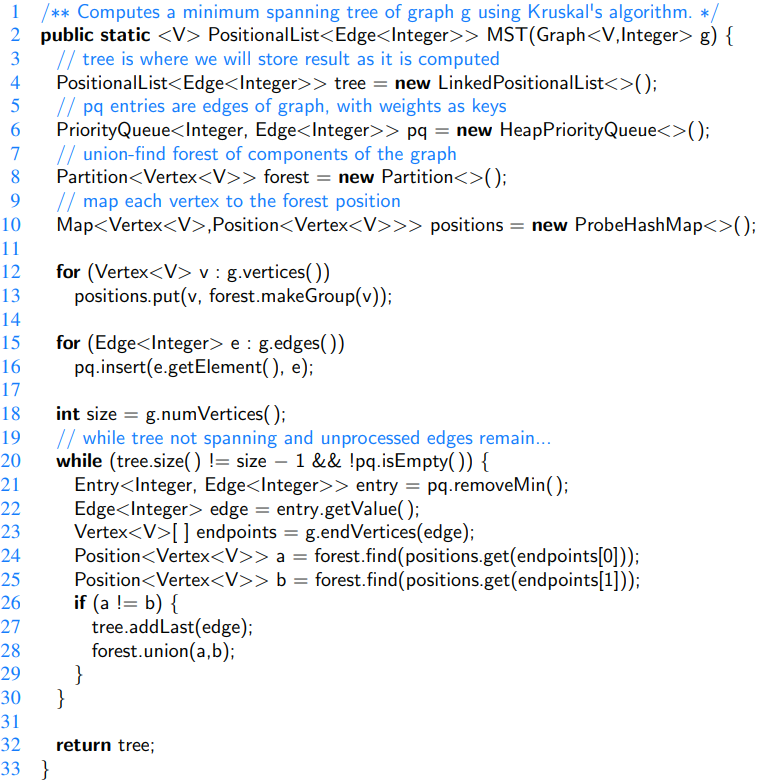 1 /** Computes a minimum spanning tree of graph g using Kruskal's algorithm. */
2 public static <V> PositionalList<Edge<Integer>> MST(Graph<V,Integer> g) {
3 // tree is where we will store result as it is computed
4 PositionalList<Edge<Integer>> tree = new LinkedPositionalList<>();
5 // pq entries are edges of graph, with weights as keys
6 PriorityQueue<Integer, Edge<Integer>> pq = new HeapPriorityQueue<>();
7 // union-find forest of components of the graph
8 Partition<Vertex<V>> forest = new Partition<>();
9 // map each vertex to the forest position
10 Map<Vertex<V>,Position<Vertex<V>>> positions = new ProbeHashMap<>();
11
12 for (Vertex<V> v : g.vertices())
13 positions.put(v, forest.makeGroup(v));
14
15 for (Edge<Integer> e : g.edges())
16 pq.insert(e.getElement(), e);
17
18 int size = g.numVertices();
19 // while tree not spanning and unprocessed edges remain...
20 while (tree.size() != size − 1 && !pq.isEmpty()) {
21 Entry<Integer, Edge<Integer>> entry = pq.removeMin();
22 Edge<Integer> edge = entry.getValue();
23 Vertex<V>[ ] endpoints = g.endVertices(edge);
24 Position<Vertex<V>> a = forest.find(positions.get(endpoints[0]));
25 Position<Vertex<V>> b = forest.find(positions.get(endpoints[1]));
26 if (a != b) {
27 tree.addLast(edge);
28 forest.union(a,b);
29 }
30 }
31
32 return tree;
33 }